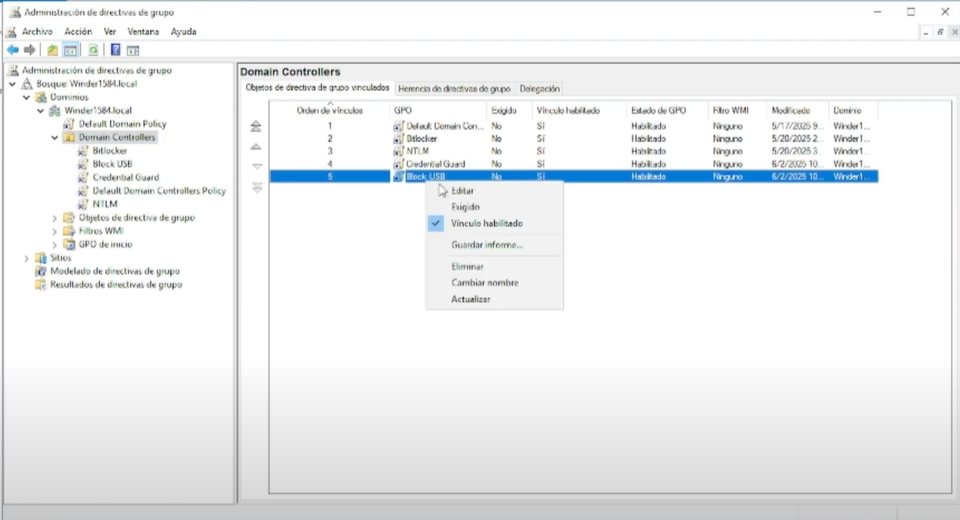 Administración de directivas de grupo
Archivo Acción Ver Ventana Ayuda
Administración de directivas de grupo
Bosque: Winder1584.local
Dominios
Winder1584.local
Default Domain Policy
Domain Controllers
Bitlocker
Block USB
Credential Guard
Default Domain Controllers Policy
NTLM
Objetos de directiva de grupo
Filtros WMI
GPO de inicio
Sitios
Modelado de directivas de grupo
Resultados de directivas de grupo
Domain Controllers
Objetos de directiva de grupo vinculados Herencia de directivas de grupo Delegación
Orden de vínculos GPO Exigido Vínculo habilitado Estado de GPO Filtro WMI Modificado Dominio
1 Default Domain Con... No Sí Habilitado Ninguno 5/17/2025 9... Winder1...
2 Bitlocker No Sí Habilitado Ninguno 5/20/2025 2... Winder1...
3 NTLM No Sí Habilitado Ninguno 5/20/2025 3... Winder1...
4 Credential Guard No Sí Habilitado Ninguno 6/2/2025 10... Winder1...
5 Block USB No Sí Habilitado Ninguno 6/2/2025 10... Winder1...
Editar
Exigido
Vínculo habilitado
Guardar informe...
Eliminar
Cambiar nombre
Actualizar